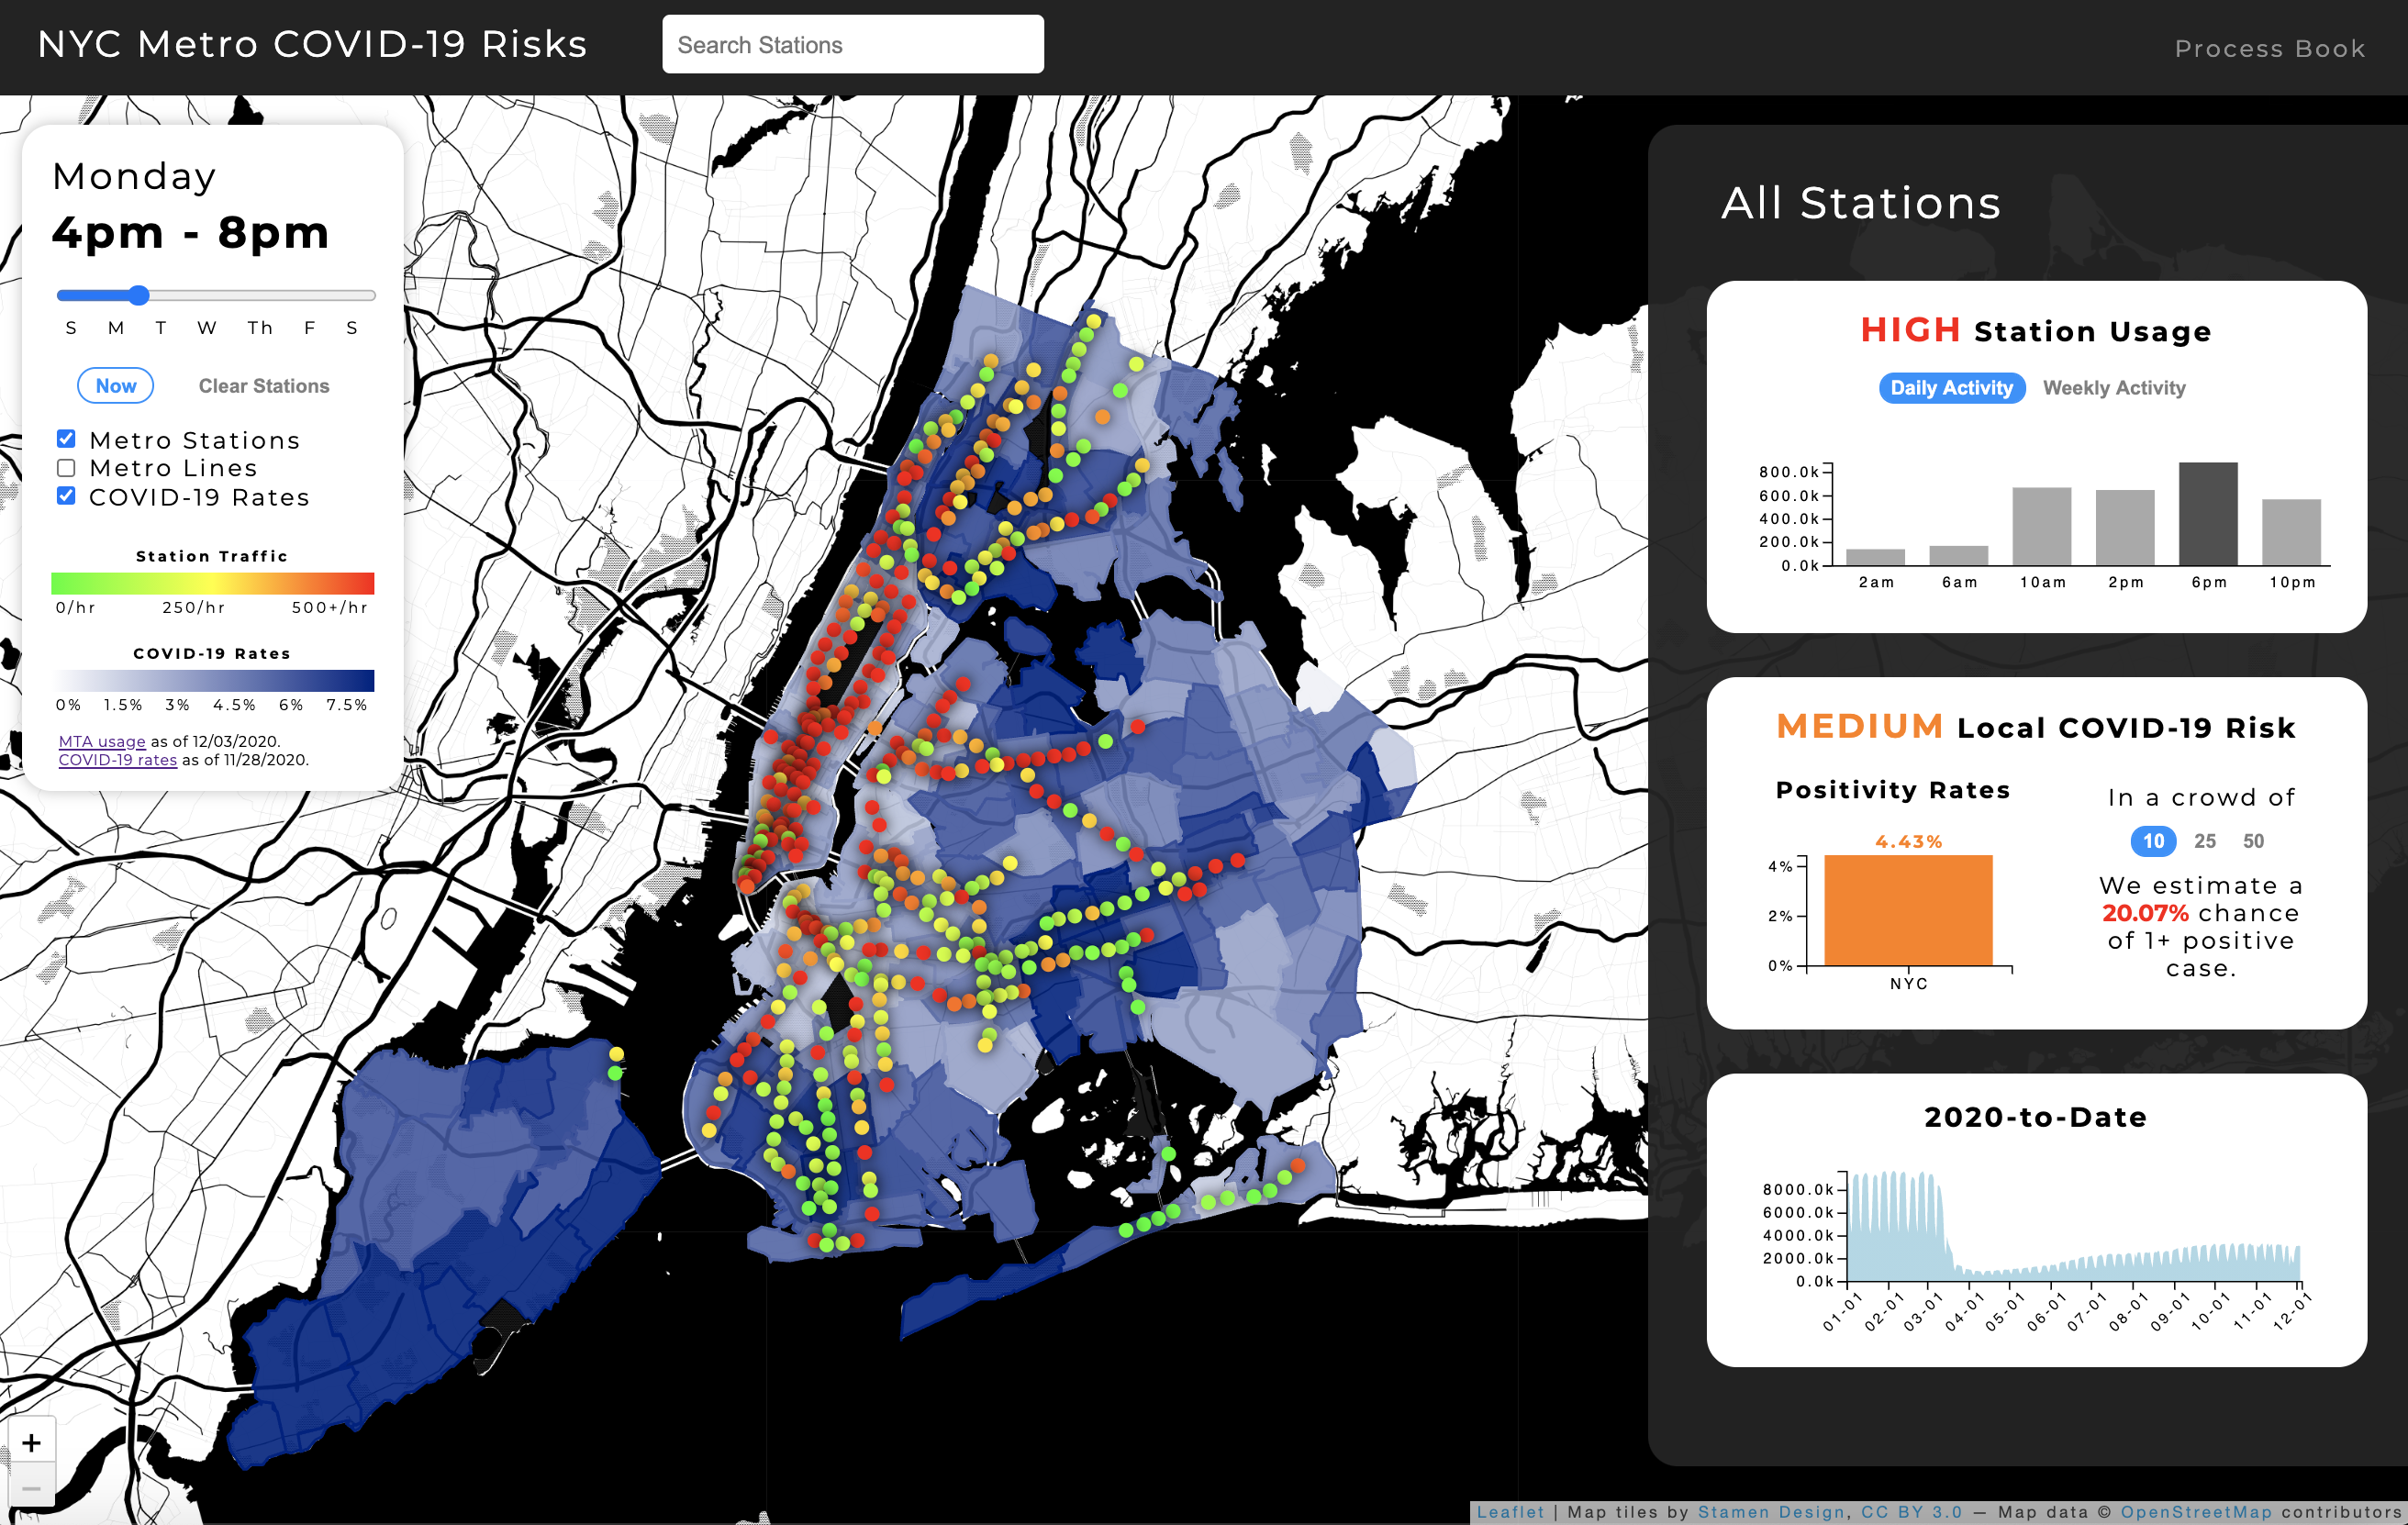 NYC Metro COVID-19 Risks
Search Stations
Process Book
Monday
4pm - 8pm
S M T W Th F S
Now Clear Stations
Metro Stations
Metro Lines
COVID-19 Rates
Station Traffic
0/hr 250/hr 500+/hr
COVID-19 Rates
0% 1.5% 3% 4.5% 6% 7.5%
MTA usage as of 12/03/2020.
COVID-19 rates as of 11/28/2020.
+
−
All Stations
HIGH Station Usage
Daily Activity Weekly Activity
800.0k
600.0k
400.0k
200.0k
0.0k
2am 6am 10am 2pm 6pm 10pm
MEDIUM Local COVID-19 Risk
Positivity Rates
4.43%
4%
2%
0%
NYC
In a crowd of
10 25 50
We estimate a
20.07% chance
of 1+ positive
case.
2020-to-Date
8000.0k
6000.0k
4000.0k
2000.0k
0.0k
01-01 02-01 03-01 04-01 05-01 06-01 07-01 08-01 09-01 10-01 11-01 12-01
Leaflet | Map tiles by Stamen Design, CC BY 3.0 — Map data © OpenStreetMap contributors